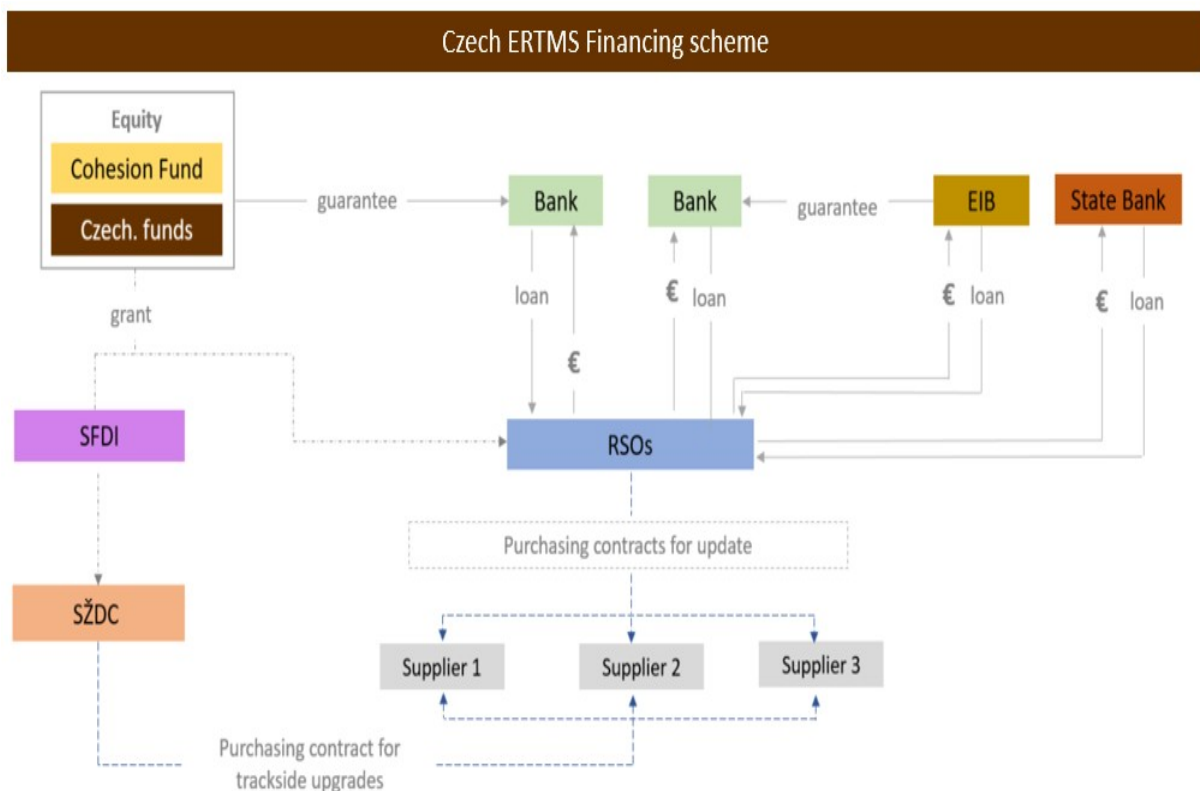 Czech ERTMS Financing scheme
Equity
Cohesion Fund
Czech. funds
guarantee
Bank
Bank
guarantee
EIB
State Bank
loan
€
€
loan
€
loan
€
loan
grant
SFDI
RSOs
Purchasing contracts for update
SŽDC
Supplier 1
Supplier 2
Supplier 3
Purchasing contract for
trackside upgrades